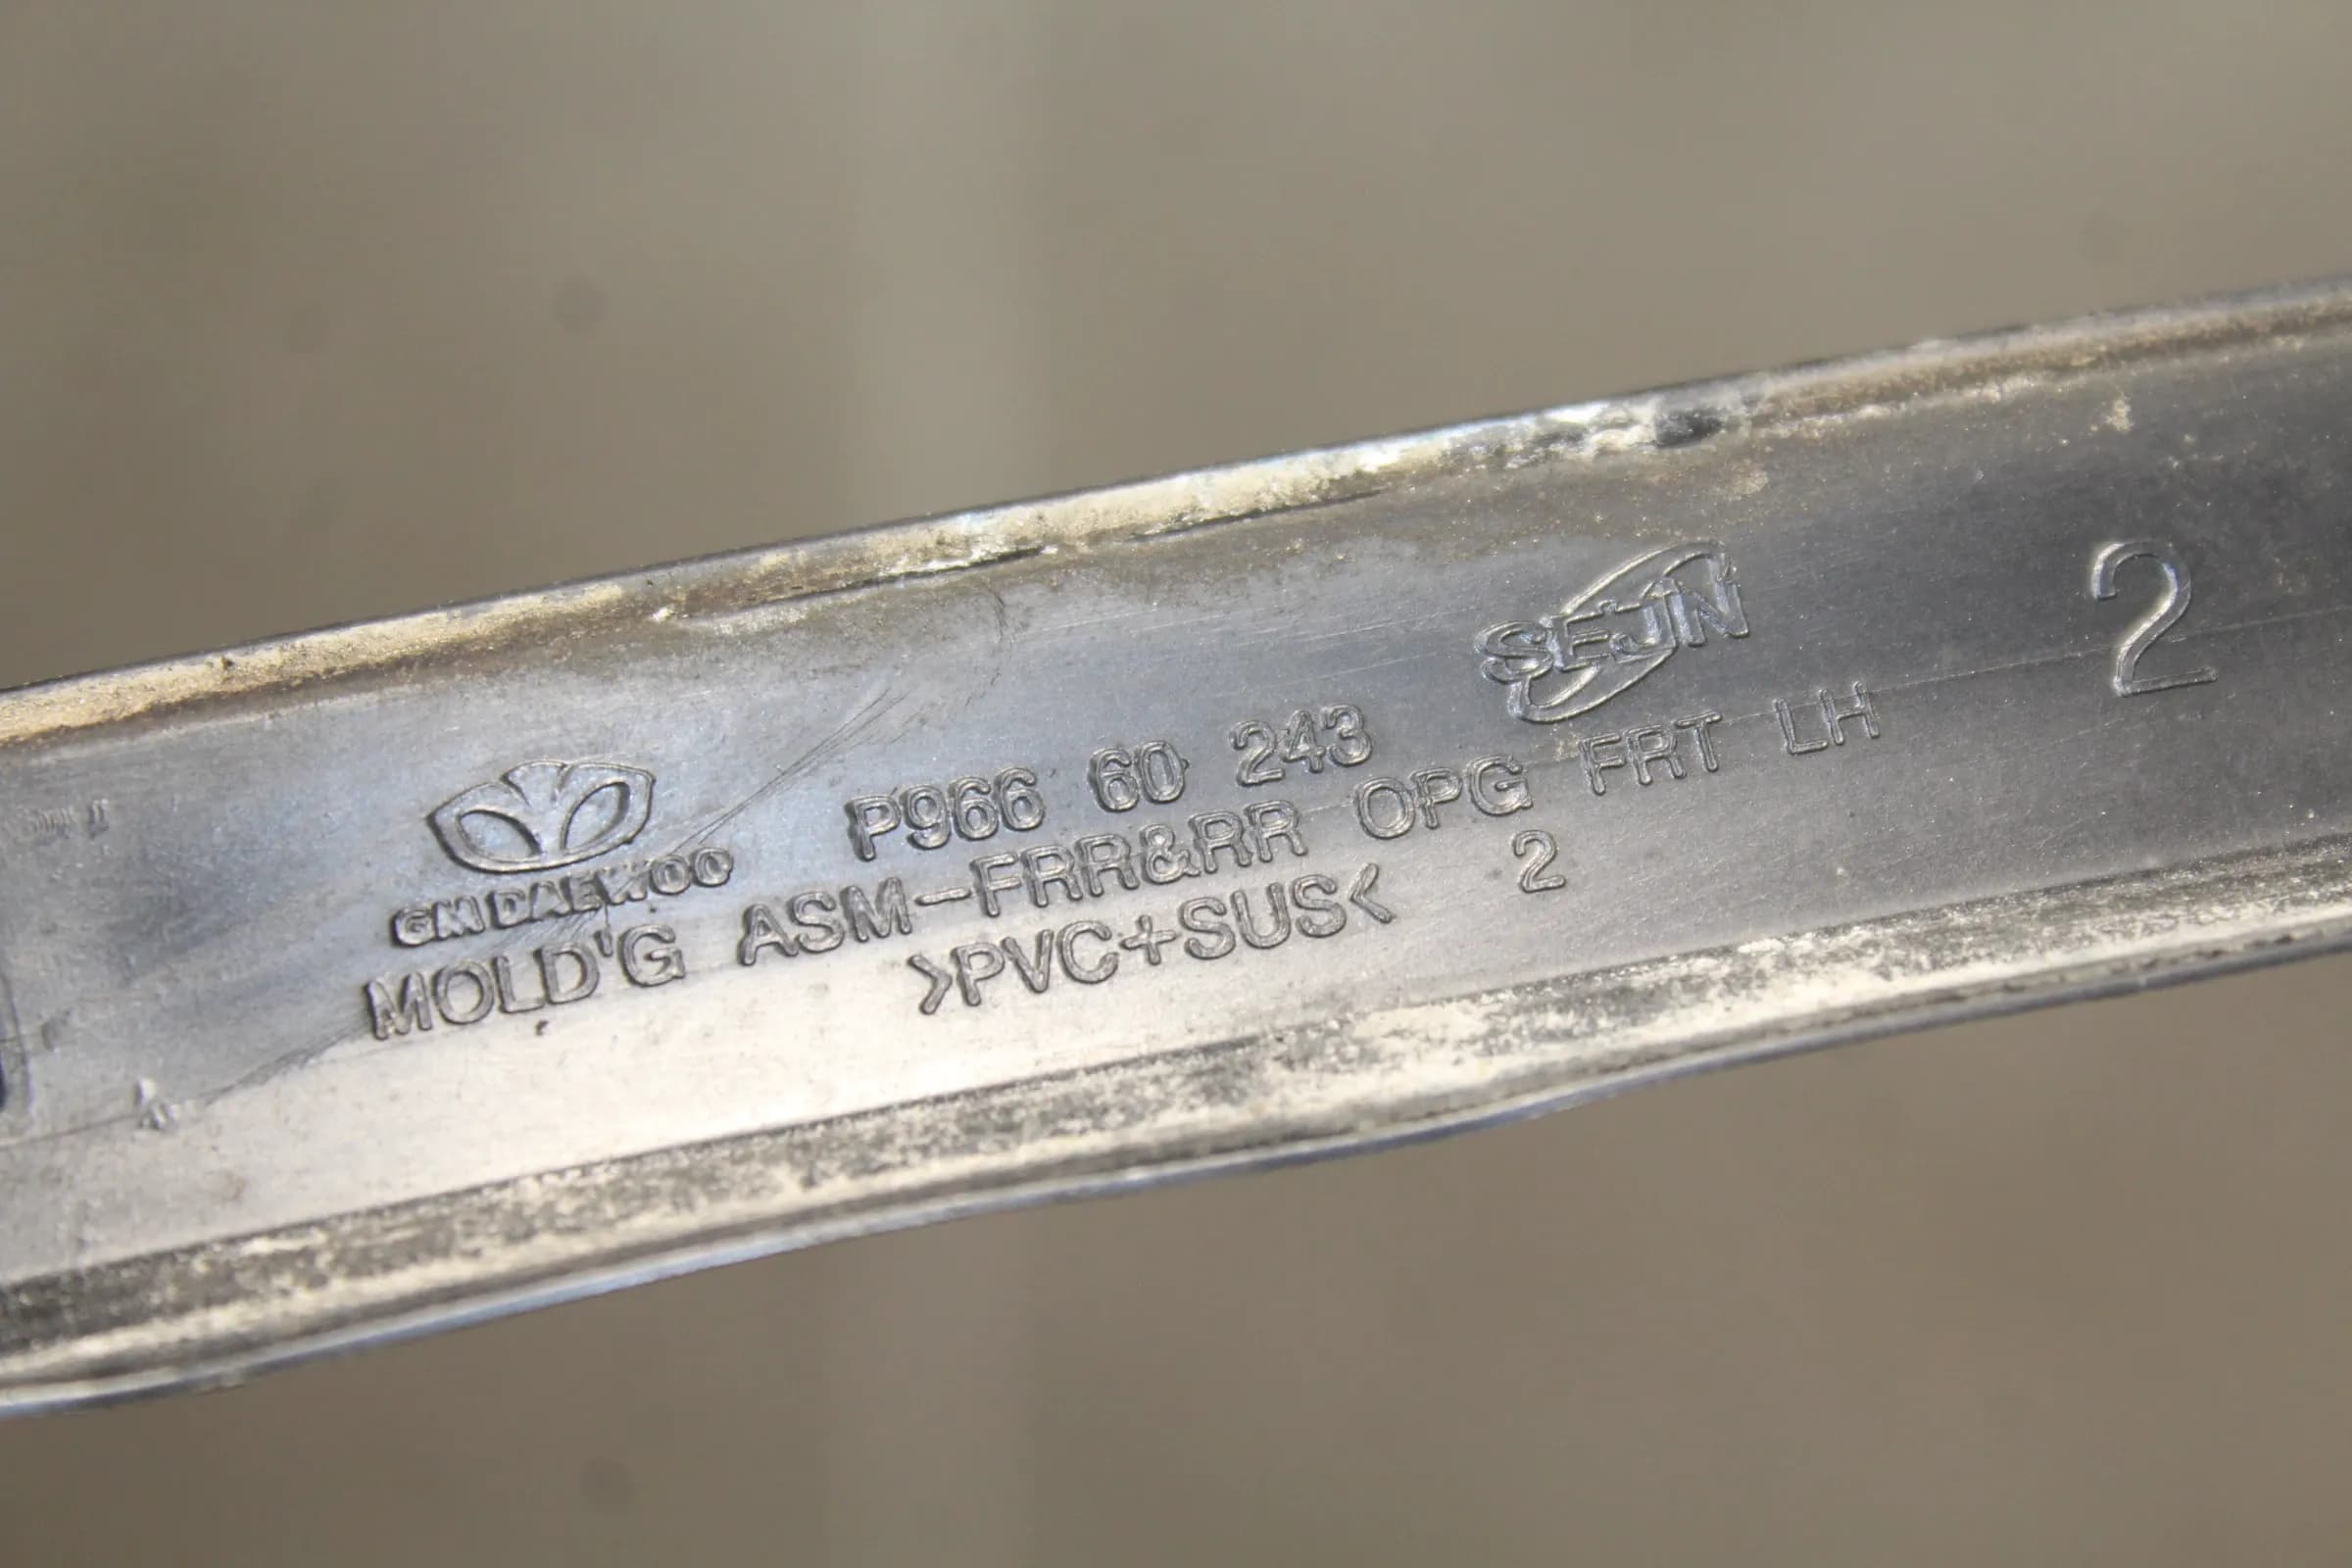 SEJIN
2
P966 60 243
GM DAEWOO
MOLD'G ASM-FRR&RR OPG FRT LH
>PVC+SUS< 2